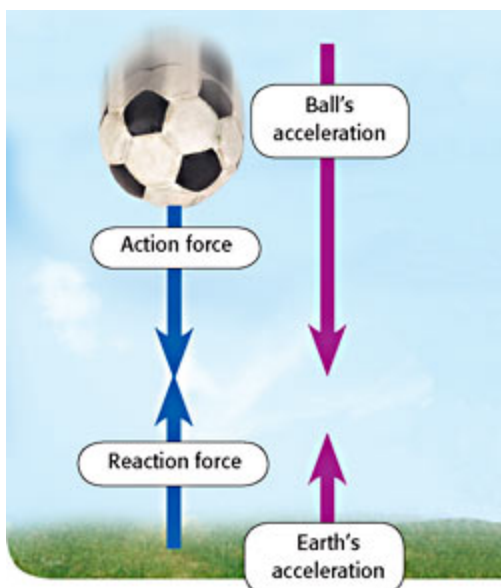 Ball's
acceleration
Action force
Reaction force
Earth's
acceleration